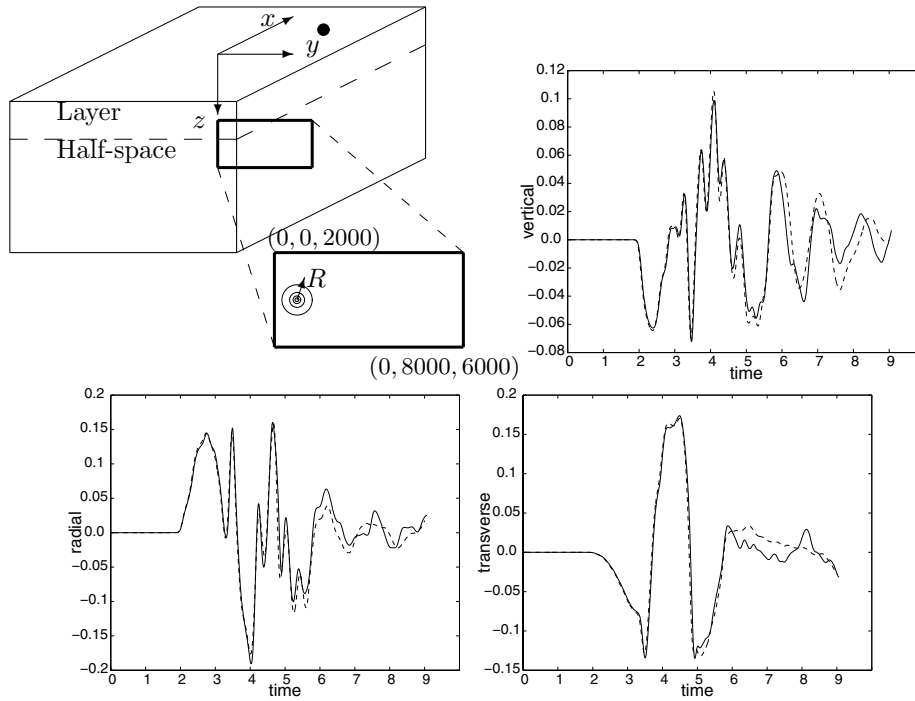 x
y
z
Layer
Half-space
(0, 0, 2000)
R
(0, 8000, 6000)
0.12
0.1
0.08
0.06
0.04
0.02
0
−0.02
−0.04
−0.06
−0.08
vertical
0 1 2 3 4 5 6 7 8 9
time
0.2
0.15
0.1
0.05
0.0
−0.05
−0.1
−0.15
−0.2
radial
0 1 2 3 4 5 6 7 8 9
time
0.2
0.15
0.1
0.05
0.0
−0.05
−0.1
−0.15
transverse
0 1 2 3 4 5 6 7 8 9
time